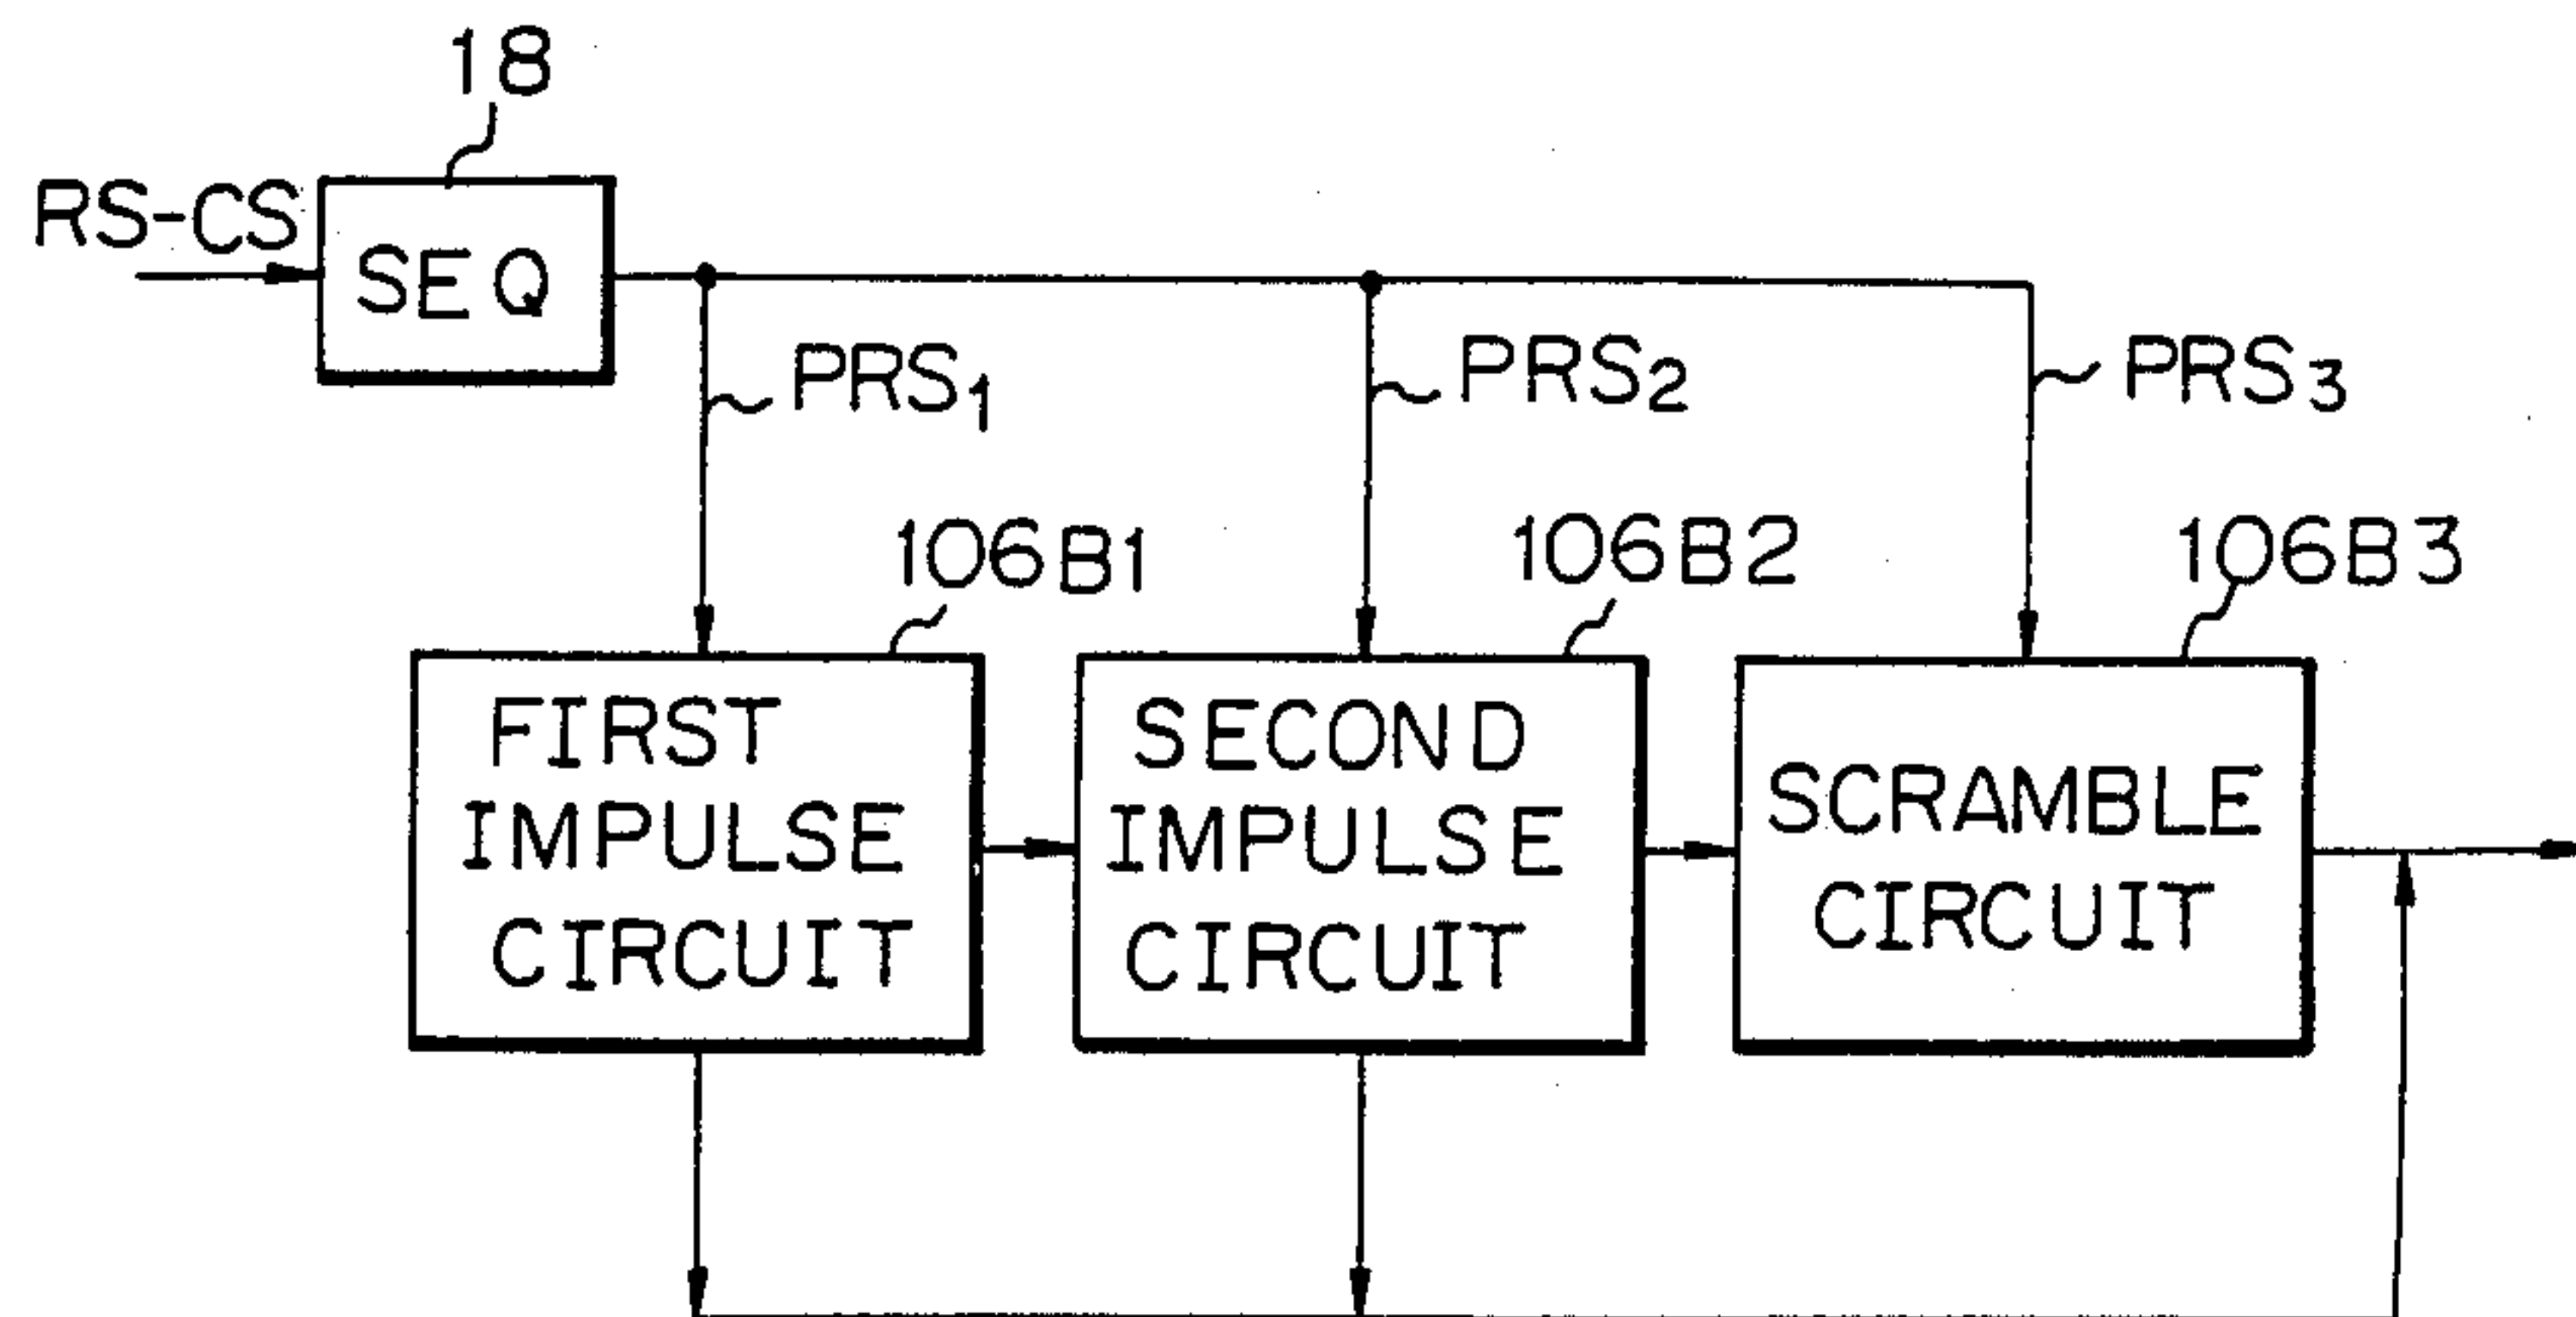 18
RS-CS
SEQ
PRS₁
PRS₂
PRS₃
106B1
106B2
106B3
FIRST
IMPULSE
CIRCUIT
SECOND
IMPULSE
CIRCUIT
SCRAMBLE
CIRCUIT